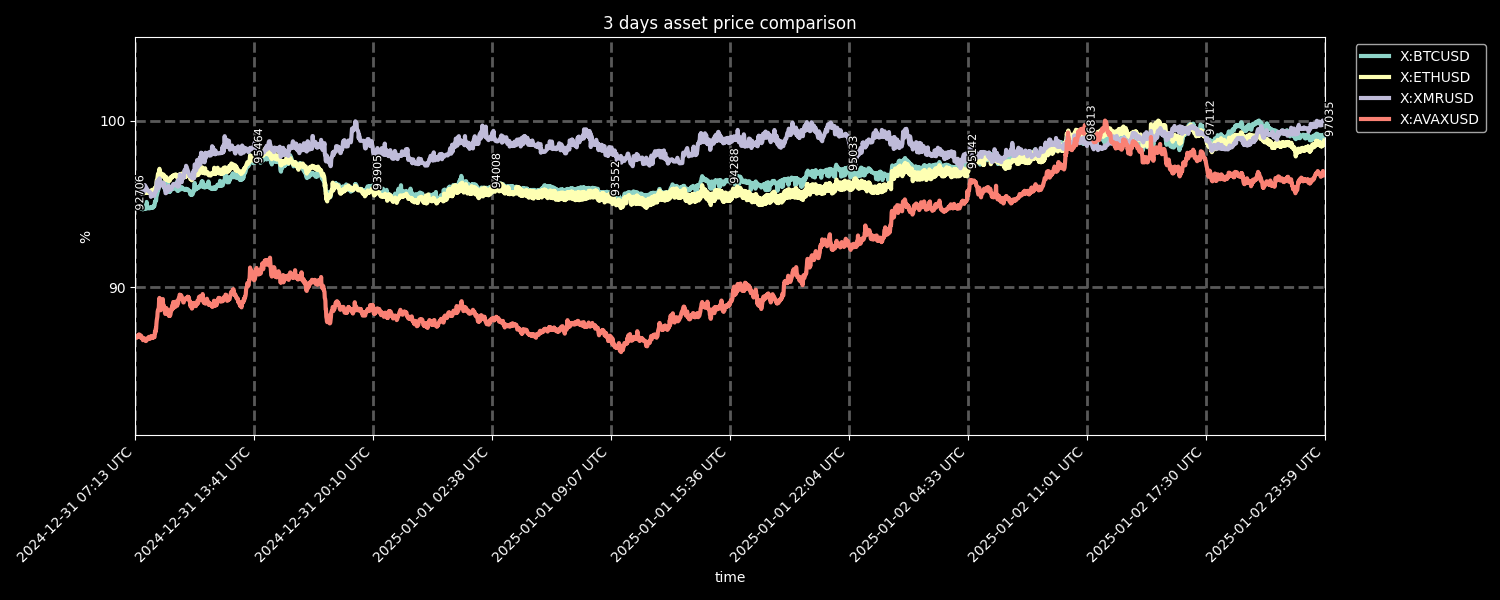 3 days asset price comparison
X:BTCUSD
X:ETHUSD
X:XMRUSD
X:AVAXUSD
100
90
%
92706
95464
93905
94008
93552
94288
95033
95142
96813
97112
97035
2024-12-31 07:13 UTC
2024-12-31 13:41 UTC
2024-12-31 20:10 UTC
2025-01-01 02:38 UTC
2025-01-01 09:07 UTC
2025-01-01 15:36 UTC
2025-01-01 22:04 UTC
2025-01-02 04:33 UTC
2025-01-02 11:01 UTC
2025-01-02 17:30 UTC
2025-01-02 23:59 UTC
time